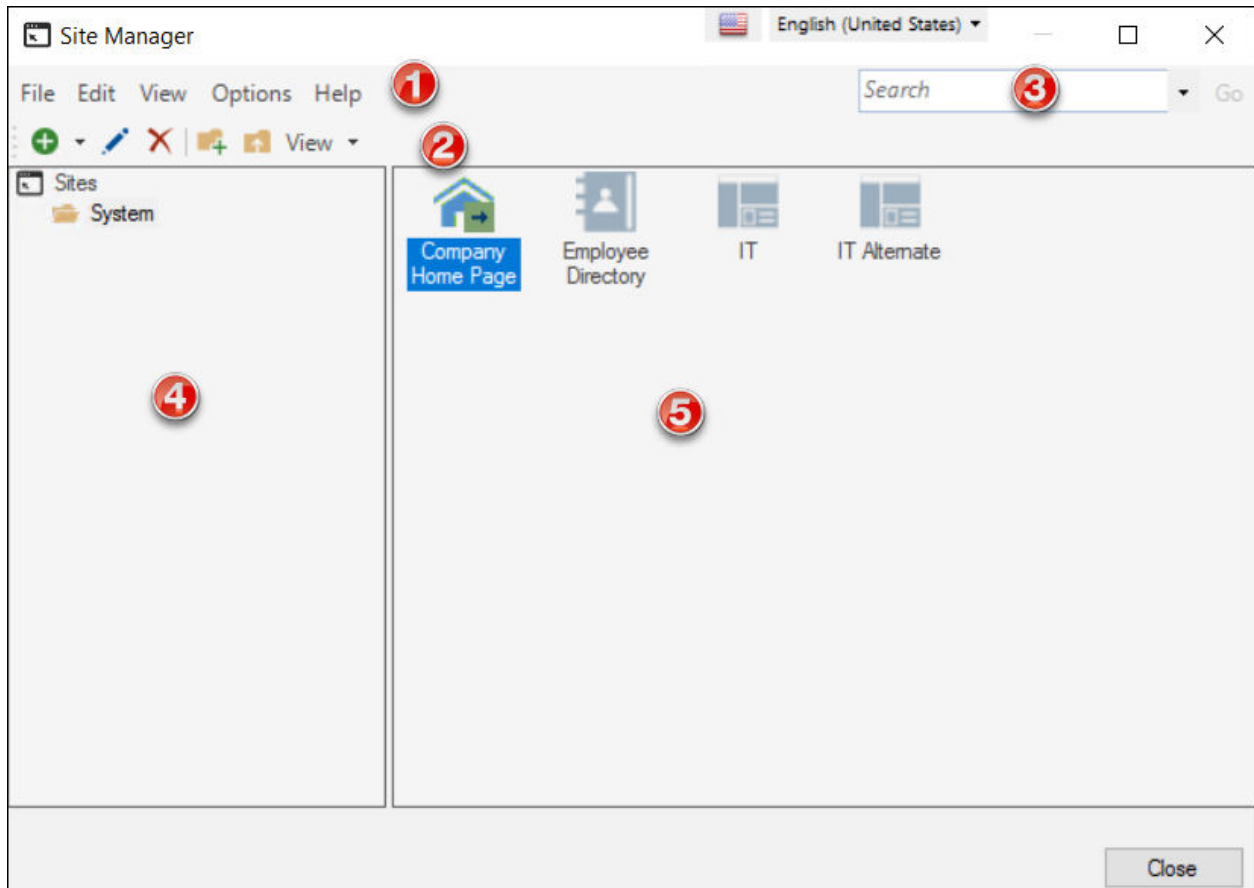 Site Manager
English (United States)
File Edit View Options Help
1
Search
3
Go
View
2
Sites
System
Company
Home Page
Employee
Directory
IT
IT Alternate
4
5
Close